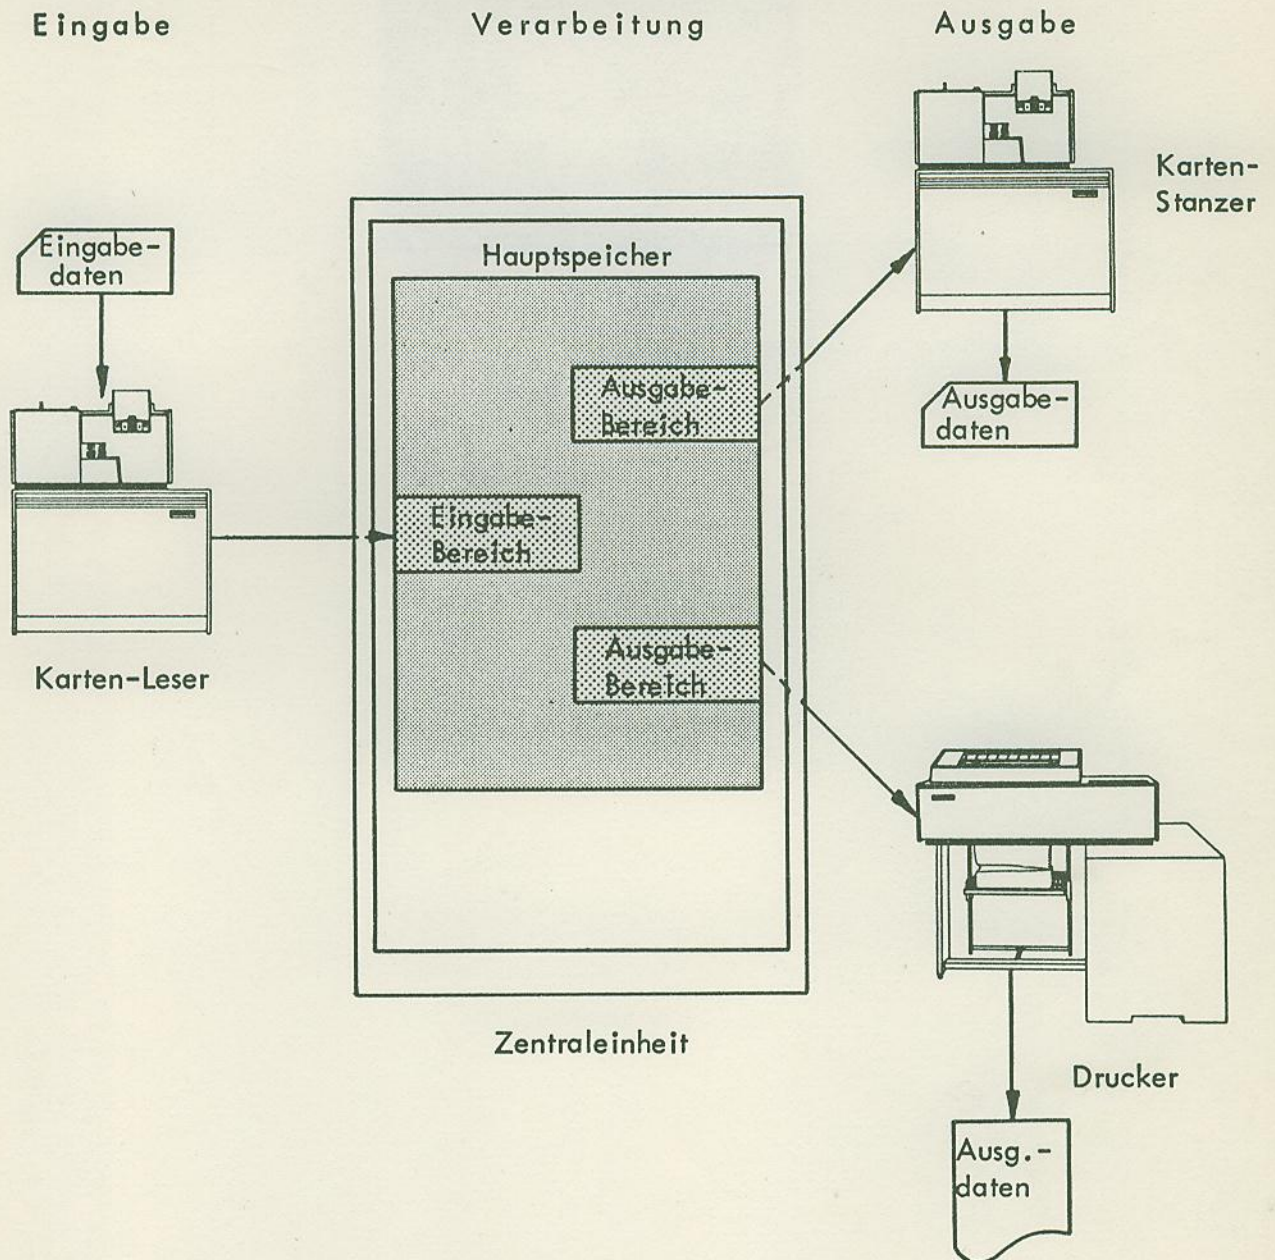 Eingabe
Verarbeitung
Ausgabe
Karten-
Stanzer
Eingabe-
daten
Hauptspeicher
Ausgabe-
Bereich
Ausgabe-
daten
Eingabe-
Bereich
Ausgabe-
Bereich
Karten-Leser
Zentraleinheit
Drucker
Ausg.-
daten